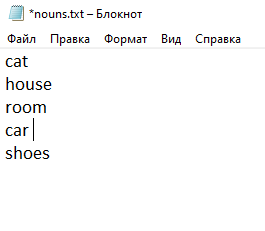 *nouns.txt – Блокнот
Файл Правка Формат Вид Справка
cat
house
room
car
shoes